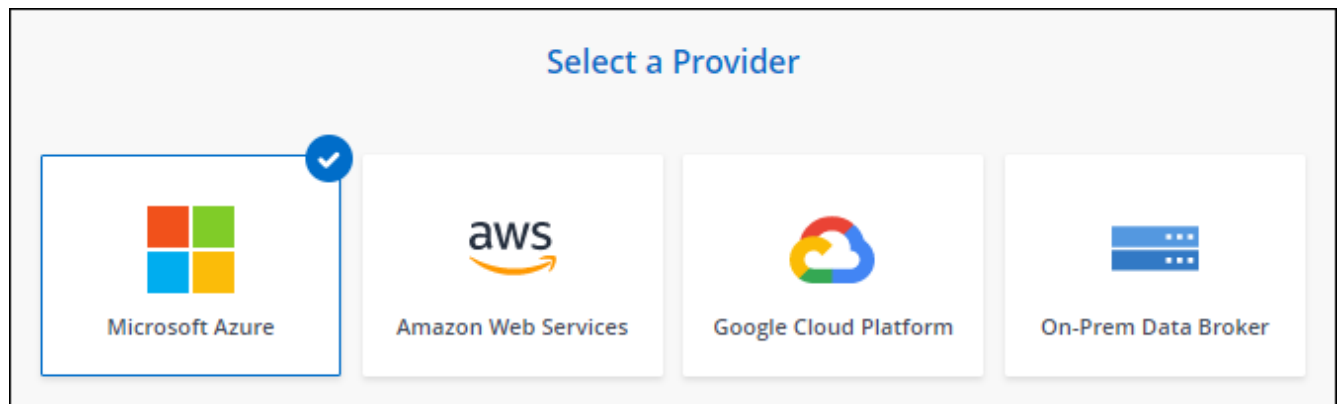 Select a Provider
aws
Microsoft Azure
Amazon Web Services
Google Cloud Platform
On-Prem Data Broker